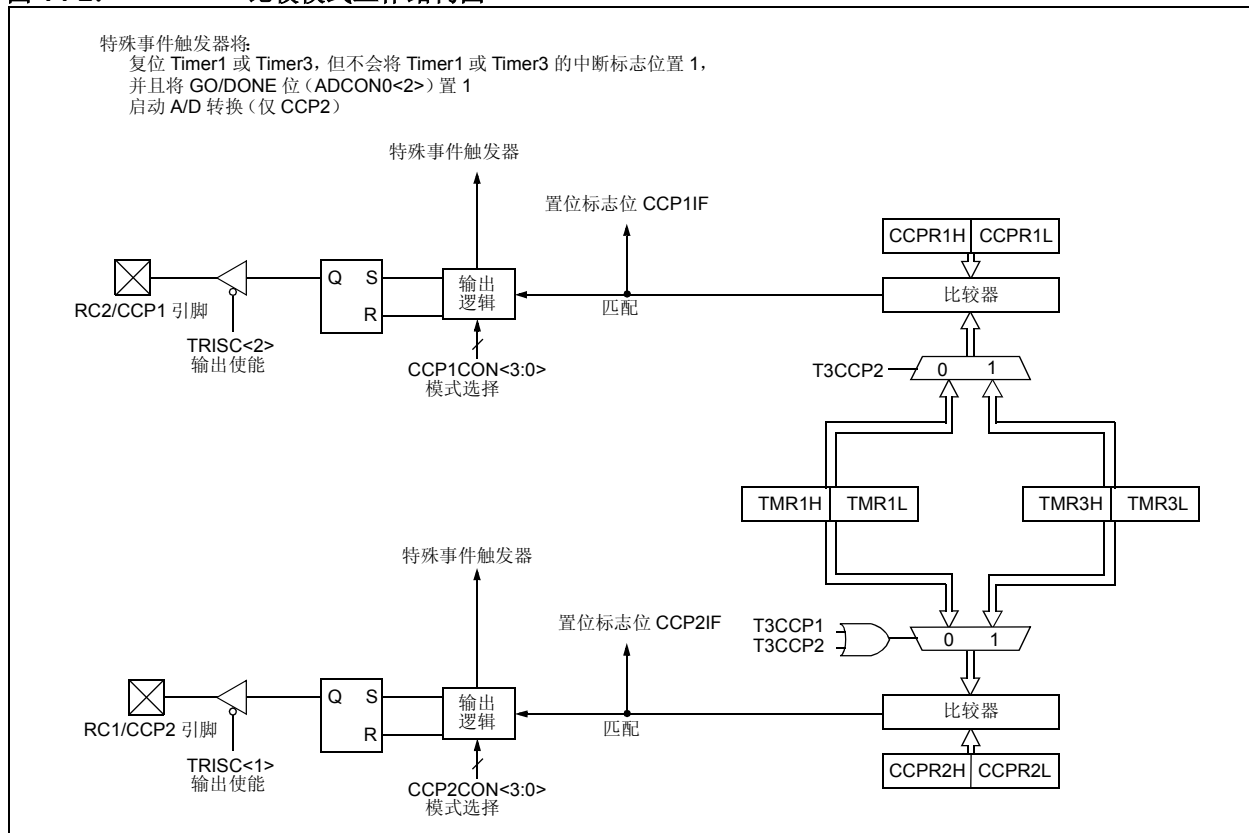 特殊事件触发器将:
复位 Timer1 或 Timer3，但不会将 Timer1 或 Timer3 的中断标志位置 1，
并且将 GO/DONE 位（ADCON0<2>）置 1
启动 A/D 转换（仅 CCP2）
特殊事件触发器
置位标志位 CCP1IF
CCPR1H CCPR1L
Q S
R
输出
逻辑
比较器
RC2/CCP1 引脚
匹配
TRISC<2>
输出使能
CCP1CON<3:0>
模式选择
T3CCP2
0 1
TMR1H TMR1L
TMR3H TMR3L
特殊事件触发器
置位标志位 CCP2IF
T3CCP1
T3CCP2
0 1
Q S
R
输出
逻辑
比较器
RC1/CCP2 引脚
匹配
TRISC<1>
输出使能
CCP2CON<3:0>
模式选择
CCPR2H CCPR2L